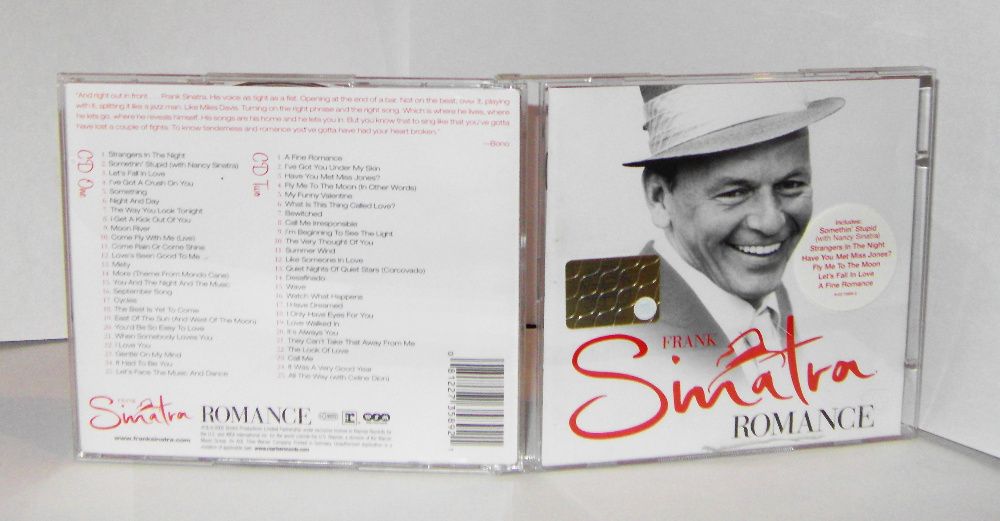 "And right out in front . . . Frank Sinatra. His voice as tight as a fist. Opening at the end of a bar. Not on the beat, over it, playing
with it, splitting it like a jazz man. Like Miles Davis. Turning on the right phrase and the right song. Which is where he lives, where
he lets go, where he reveals himself. His songs are his home and he lets you in. But you know that to sing like that you've gotta
have lost a couple of fights. To know tenderness and romance you've gotta have had your heart broken."
—Bono
CD One
1. Strangers In The Night
2. Somethin' Stupid (with Nancy Sinatra)
3. Let's Fall In Love
4. I've Got A Crush On You
5. Something
6. Night And Day
7. The Way You Look Tonight
8. I Get A Kick Out Of You
9. Moon River
10. Come Fly With Me (Live)
11. Come Rain Or Come Shine
12. Love's Been Good To Me
13. Misty
14. More (Theme From Mondo Cane)
15. You And The Night And The Music
16. September Song
17. Cycles
18. The Best Is Yet To Come
19. East Of The Sun (And West Of The Moon)
20. You'd Be So Easy To Love
21. When Somebody Loves You
22. I Love You
23. Gentle On My Mind
24. It Had To Be You
25. Let's Face The Music And Dance
CD Two
1. A Fine Romance
2. I've Got You Under My Skin
3. Have You Met Miss Jones?
4. Fly Me To The Moon (In Other Words)
5. My Funny Valentine
6. What Is This Thing Called Love?
7. Bewitched
8. Call Me Irresponsible
9. I'm Beginning To See The Light
10. The Very Thought Of You
11. Summer Wind
12. Like Someone In Love
13. Quiet Nights Of Quiet Stars (Corcovado)
14. Desafinado
15. Wave
16. Watch What Happens
17. I Have Dreamed
18. I Only Have Eyes For You
19. Love Walked In
20. It's Always You
21. They Can't Take That Away From Me
22. The Look Of Love
23. Call Me
24. It Was A Very Good Year
25. All The Way (with Celine Dion)
FRANK
Sinatra ROMANCE
www.franksinatra.com
0 81227 35892 1
Includes:
Somethin' Stupid
(with Nancy Sinatra)
Strangers In The Night
Have You Met Miss Jones?
Fly Me To The Moon
Let's Fall In Love
A Fine Romance
FRANK
Sinatra
ROMANCE